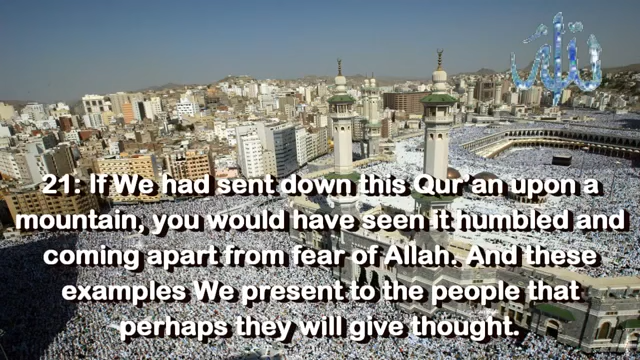 21: If We had sent down this Qur'an upon a
mountain, you would have seen it humbled and
coming apart from fear of Allah. And these
examples We present to the people that
perhaps they will give thought.